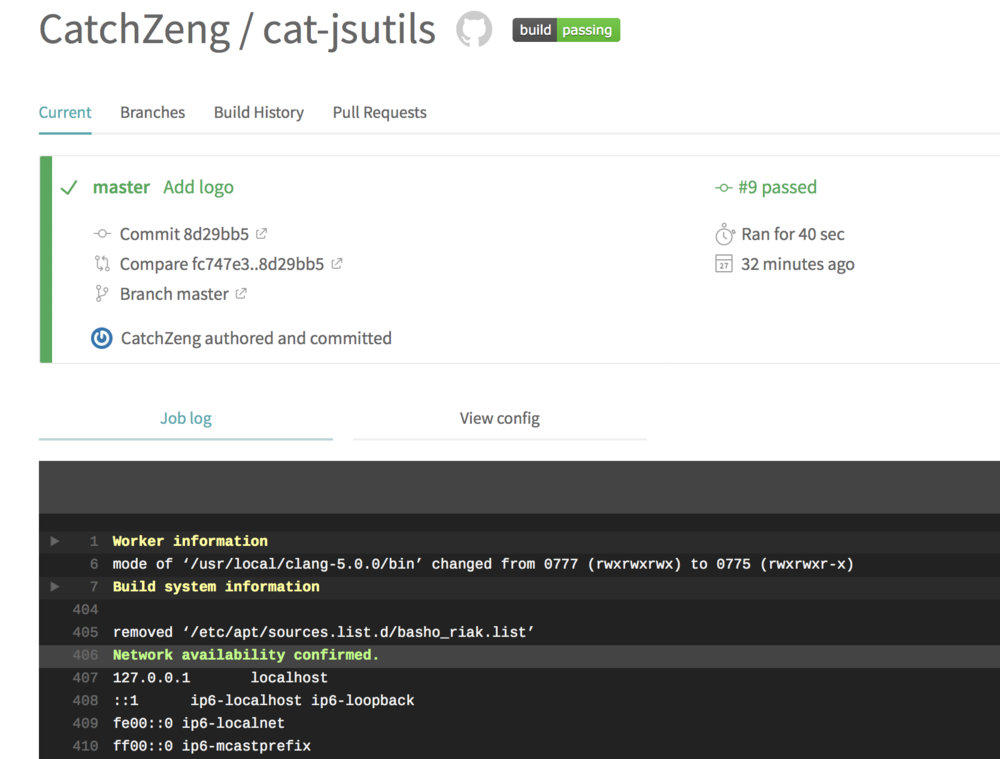 CatchZeng / cat-jsutils build passing
Current Branches Build History Pull Requests
master Add logo #9 passed
Commit 8d29bb5 Ran for 40 sec
Compare fc747e3..8d29bb5 27 32 minutes ago
Branch master
CatchZeng authored and committed
Job log View config
1 Worker information
6 mode of ‘/usr/local/clang-5.0.0/bin’ changed from 0777 (rwxrwxrwx) to 0775 (rwxrwxr-x)
7 Build system information
404
405 removed ‘/etc/apt/sources.list.d/basho_riak.list’
406 Network availability confirmed.
407 127.0.0.1 localhost
408 ::1 ip6-localhost ip6-loopback
409 fe00::0 ip6-localnet
410 ff00::0 ip6-mcastprefix